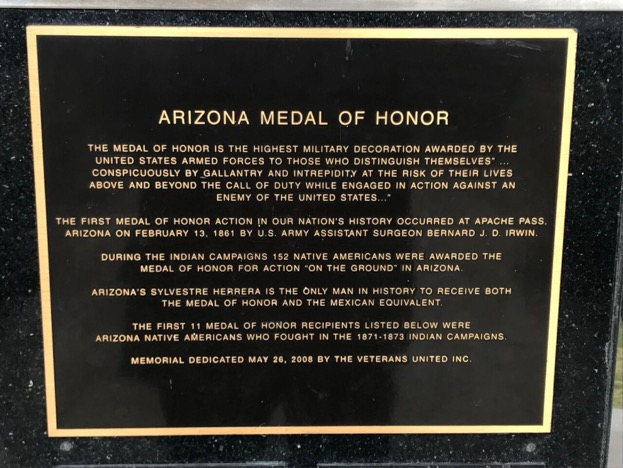 ARIZONA MEDAL OF HONOR
THE MEDAL OF HONOR IS THE HIGHEST MILITARY DECORATION AWARDED BY THE
UNITED STATES ARMED FORCES TO THOSE WHO DISTINGUISH THEMSELVES" ...
CONSPICUOUSLY BY GALLANTRY AND INTREPIDITY AT THE RISK OF THEIR LIVES
ABOVE AND BEYOND THE CALL OF DUTY WHILE ENGAGED IN ACTION AGAINST AN
ENEMY OF THE UNITED STATES..."
THE FIRST MEDAL OF HONOR ACTION IN OUR NATION'S HISTORY OCCURRED AT APACHE PASS,
ARIZONA ON FEBRUARY 13, 1861 BY U.S. ARMY ASSISTANT SURGEON BERNARD J. D. IRWIN.
DURING THE INDIAN CAMPAIGNS 152 NATIVE AMERICANS WERE AWARDED THE
MEDAL OF HONOR FOR ACTION "ON THE GROUND" IN ARIZONA.
ARIZONA'S SYLVESTRE HERRERA IS THE ONLY MAN IN HISTORY TO RECEIVE BOTH
THE MEDAL OF HONOR AND THE MEXICAN EQUIVALENT.
THE FIRST 11 MEDAL OF HONOR RECIPIENTS LISTED BELOW WERE
ARIZONA NATIVE AMERICANS WHO FOUGHT IN THE 1871-1873 INDIAN CAMPAIGNS.
MEMORIAL DEDICATED MAY 26, 2008 BY THE VETERANS UNITED INC.